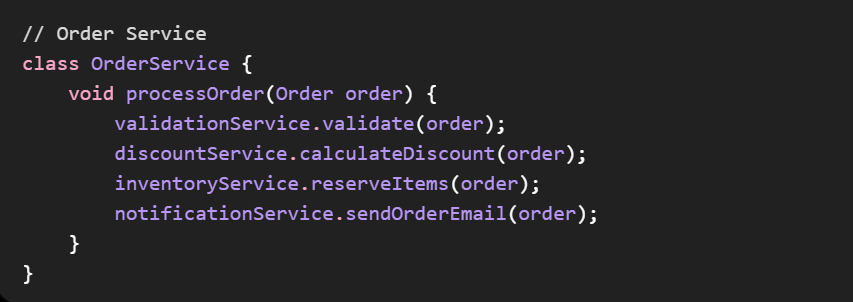 // Order Service
class OrderService {
    void processOrder(Order order) {
        validationService.validate(order);
        discountService.calculateDiscount(order);
        inventoryService.reserveItems(order);
        notificationService.sendOrderEmail(order);
    }
}